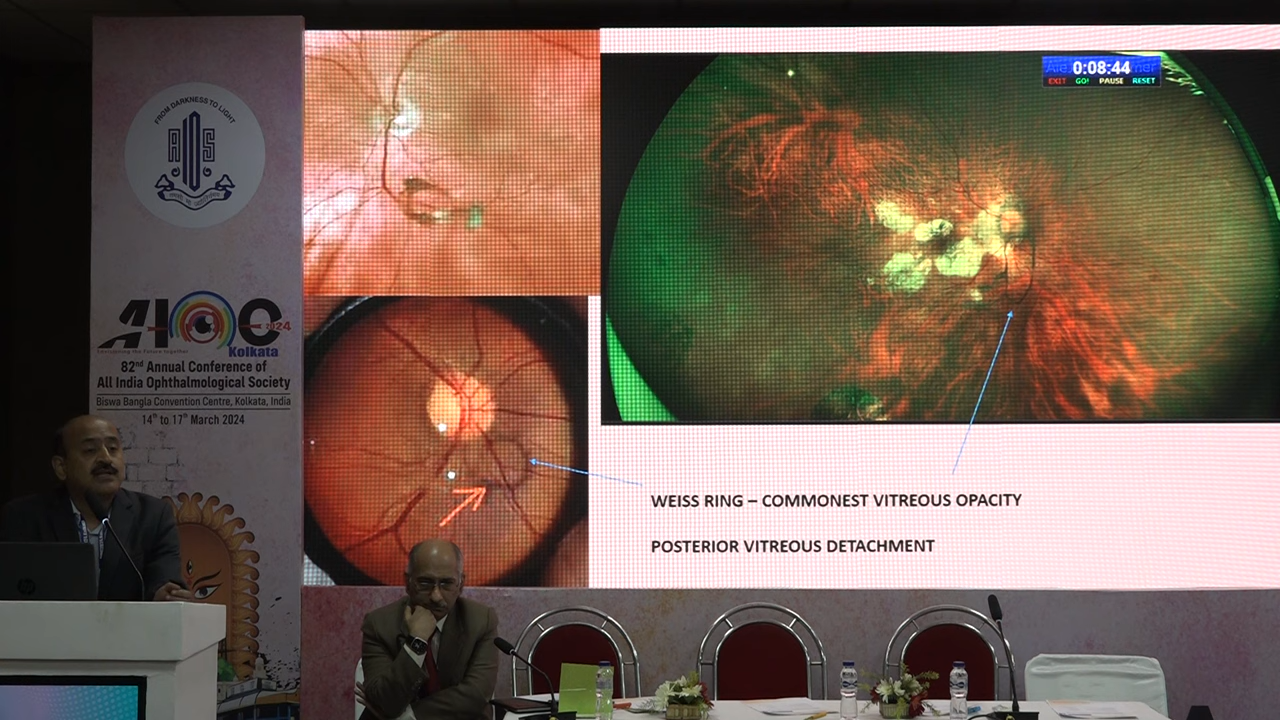 FROM DARKNESS TO LIGHT
AIOS
AIOC
2024
Kolkata
82nd Annual Conference of
All India Ophthalmological Society
Biswa Bangla Convention Centre, Kolkata, India
14th to 17th March 2024
0:08:44
EXIT GO! PAUSE RESET
WEISS RING – COMMONEST VITREOUS OPACITY
POSTERIOR VITREOUS DETACHMENT
hp